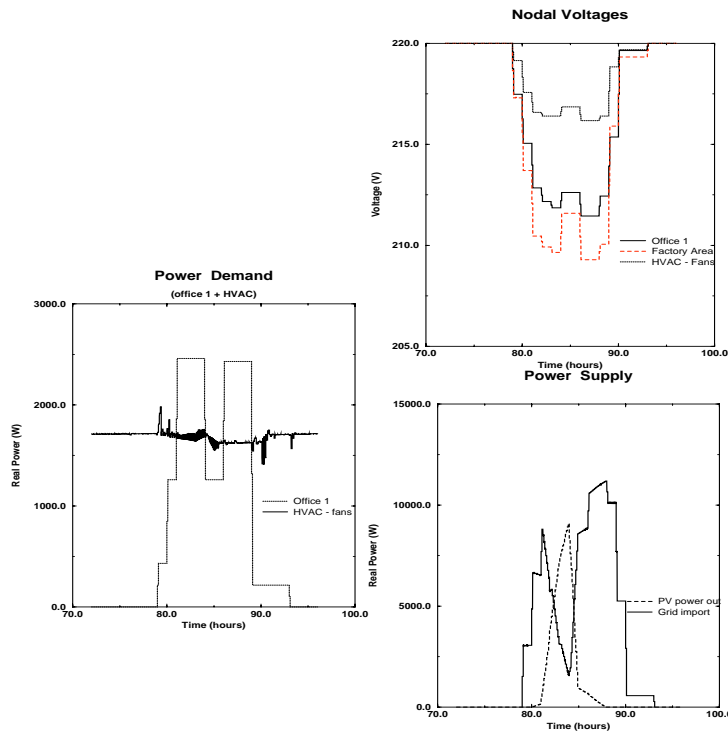 Nodal Voltages
220.0
215.0
210.0
205.0
Voltage (V)
Office 1
Factory Area
HVAC - Fans
70.0 80.0 90.0 100.0
Time (hours)
Power Demand
(office 1 + HVAC)
3000.0
2000.0
1000.0
0.0
Real Power (W)
Office 1
HVAC - fans
70.0 80.0 90.0 100.0
Time (hours)
Power Supply
15000.0
10000.0
5000.0
0.0
Real Power (W)
PV power out
Grid import
70.0 80.0 90.0 100.0
Time (hours)